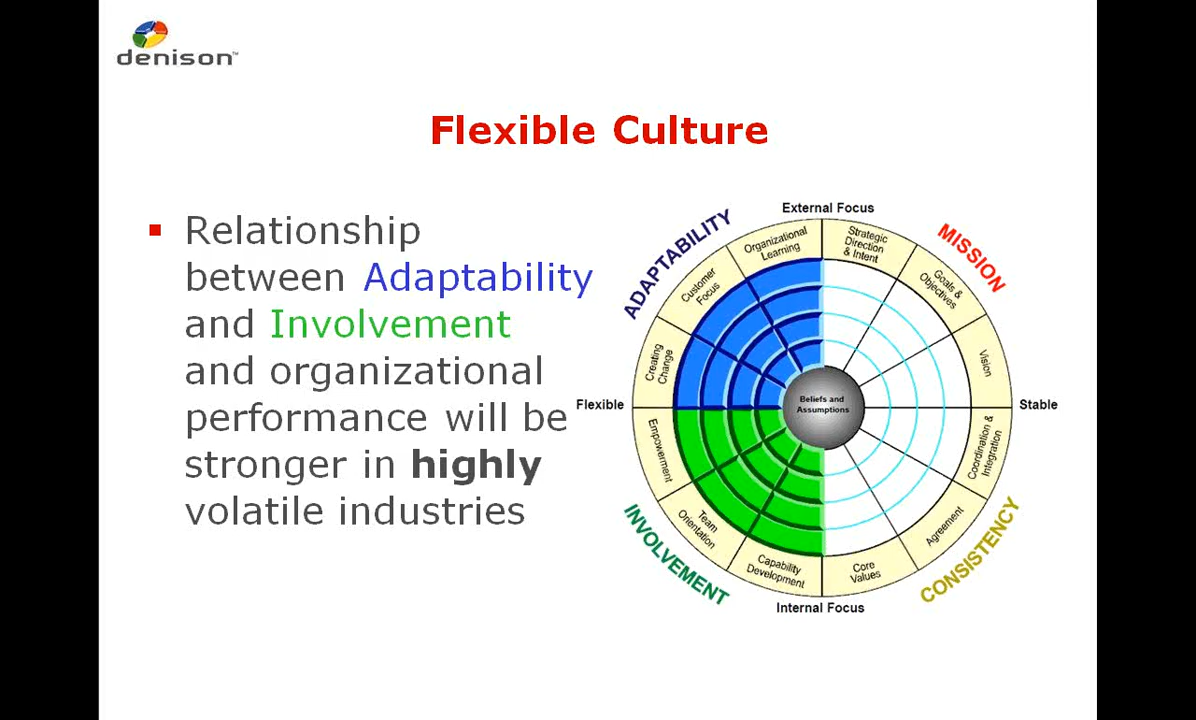 denison™
Flexible Culture
Relationship
between Adaptability
and Involvement
and organizational
performance will be
stronger in highly
volatile industries
External Focus
ADAPTABILITY
MISSION
Organizational
Learning
Strategic
Direction
& Intent
Customer
Focus
Goals &
Objectives
Creating
Change
Vision
Flexible
Beliefs and
Assumptions
Stable
Empowerment
Coordination &
Integration
Team
Orientation
Agreement
Capability
Development
Core
Values
INVOLVEMENT
CONSISTENCY
Internal Focus